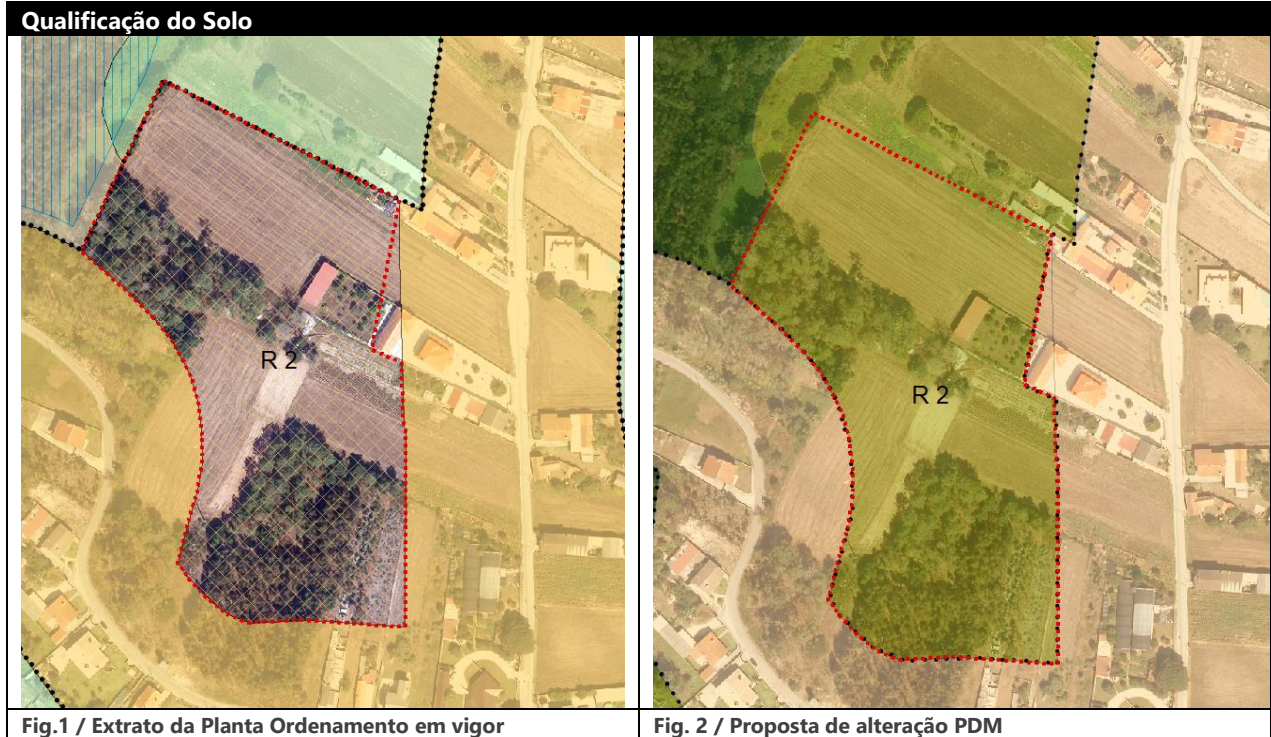 Qualificação do Solo
R 2
R 2
Fig.1 / Extrato da Planta Ordenamento em vigor
Fig. 2 / Proposta de alteração PDM